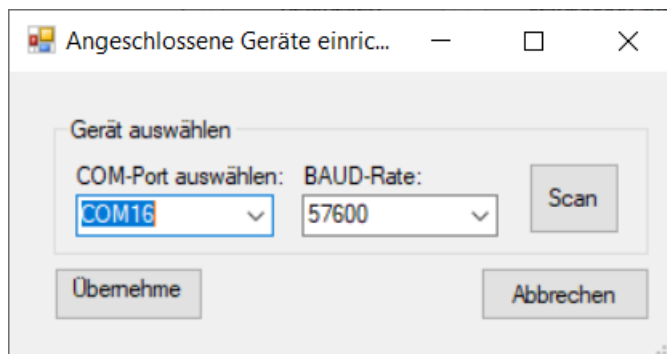 Angeschlossene Geräte einric...
Gerät auswählen
COM-Port auswählen: BAUD-Rate:
COM16 57600 Scan
Übernehme Abbrechen